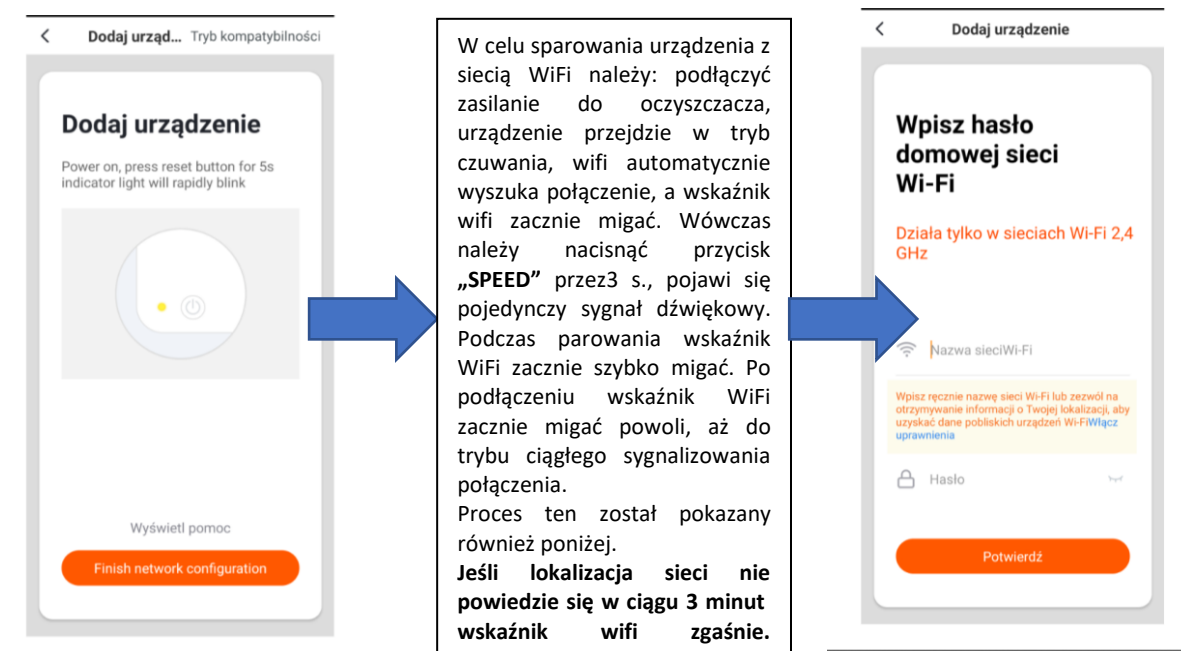 Dodaj urząd... Tryb kompatybilności
Dodaj urządzenie
Power on, press reset button for 5s
indicator light will rapidly blink
Wyświetl pomoc
Finish network configuration
W celu sparowania urządzenia z
siecią WiFi należy: podłączyć
zasilanie do oczyszczacza,
urządzenie przejdzie w tryb
czuwania, wifi automatycznie
wyszuka połączenie, a wskaźnik
wifi zacznie migać. Wówczas
należy nacisnąć przycisk
„SPEED” przez3 s., pojawi się
pojedynczy sygnał dźwiękowy.
Podczas parowania wskaźnik
WiFi zacznie szybko migać. Po
podłączeniu wskaźnik WiFi
zacznie migać powoli, aż do
trybu ciągłego sygnalizowania
połączenia.
Proces ten został pokazany
również poniżej.
Jeśli lokalizacja sieci nie
powiedzie się w ciągu 3 minut
wskaźnik wifi zgaśnie.
Dodaj urządzenie
Wpisz hasło
domowej sieci
Wi-Fi
Działa tylko w sieciach Wi-Fi 2,4
GHz
Nazwa sieciWi-Fi
Wpisz ręcznie nazwę sieci Wi-Fi lub zezwól na
otrzymywanie informacji o Twojej lokalizacji, aby
uzyskać dane pobliskich urządzeń Wi-FiWłącz
uprawnienia
Hasło
Potwierdź